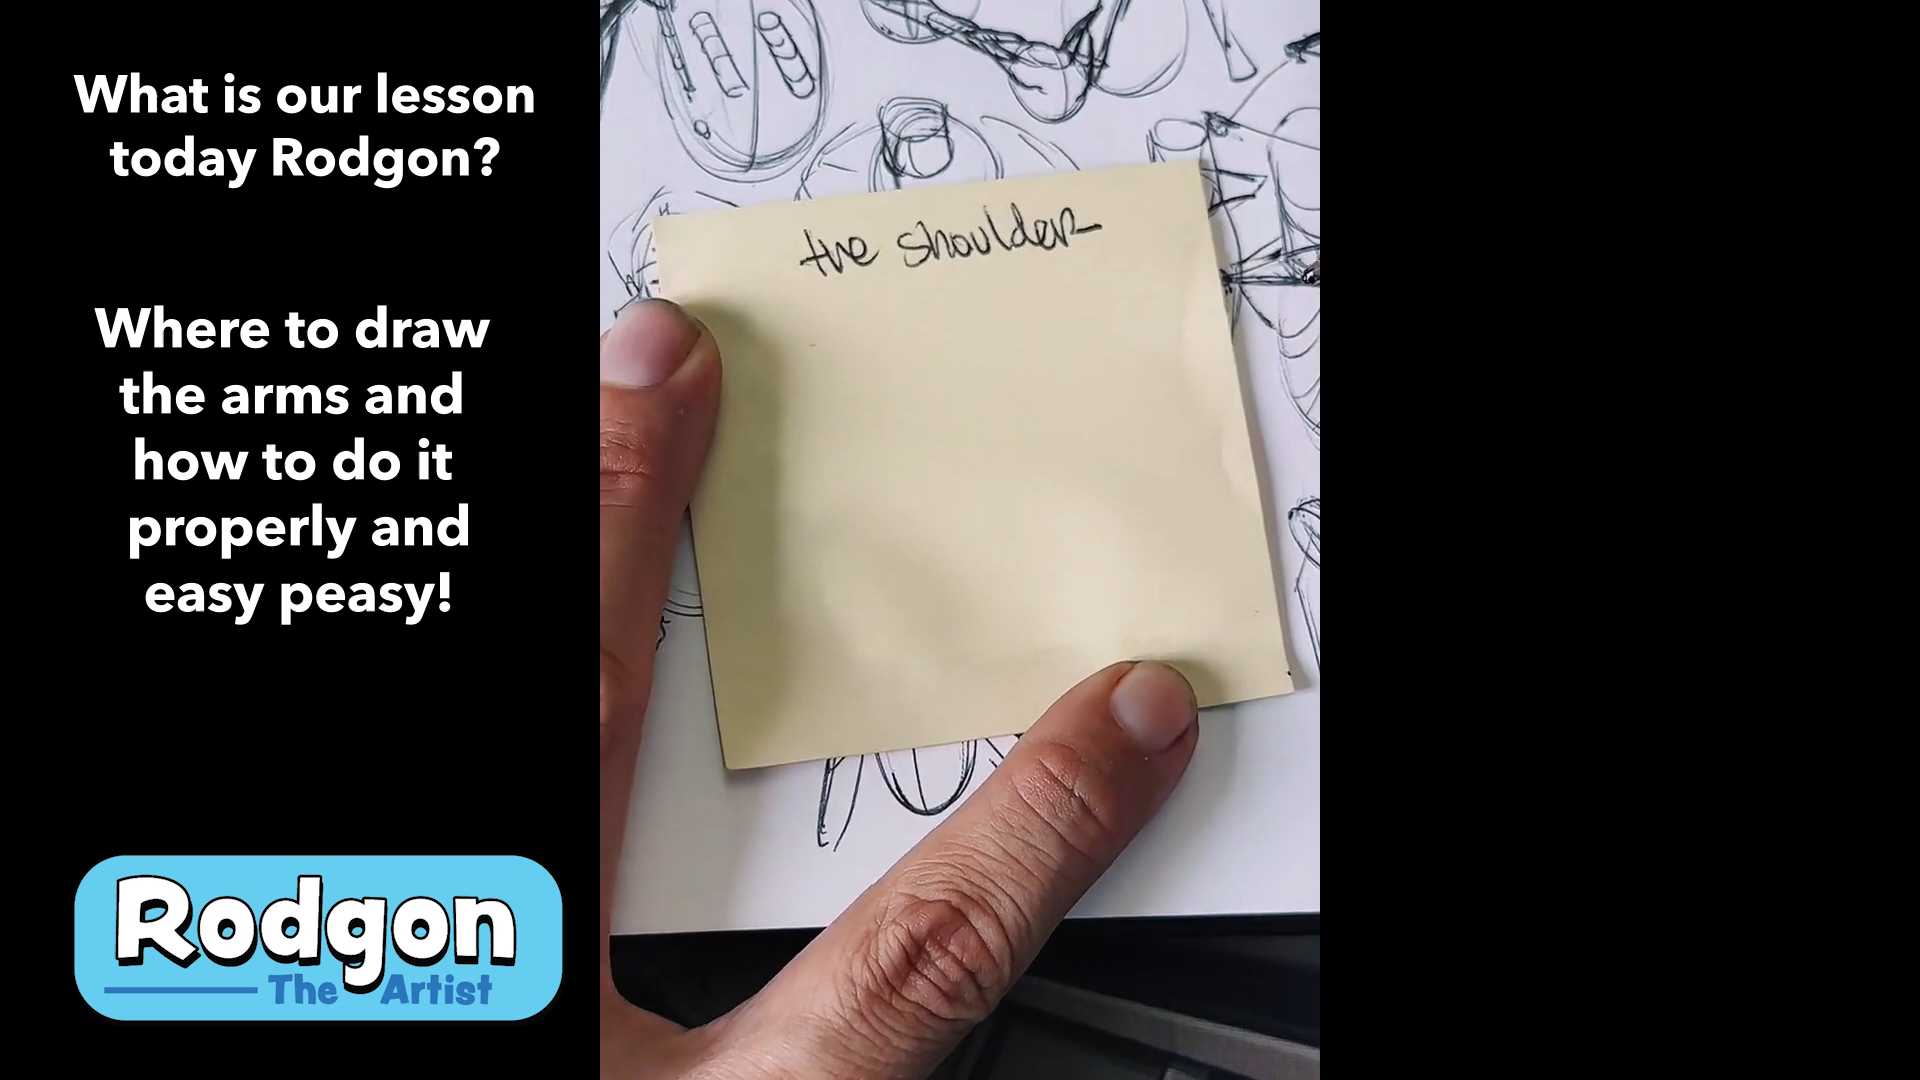 What is our lesson
today Rodgon?
Where to draw
the arms and
how to do it
properly and
easy peasy!
the shoulder
Rodgon
The Artist